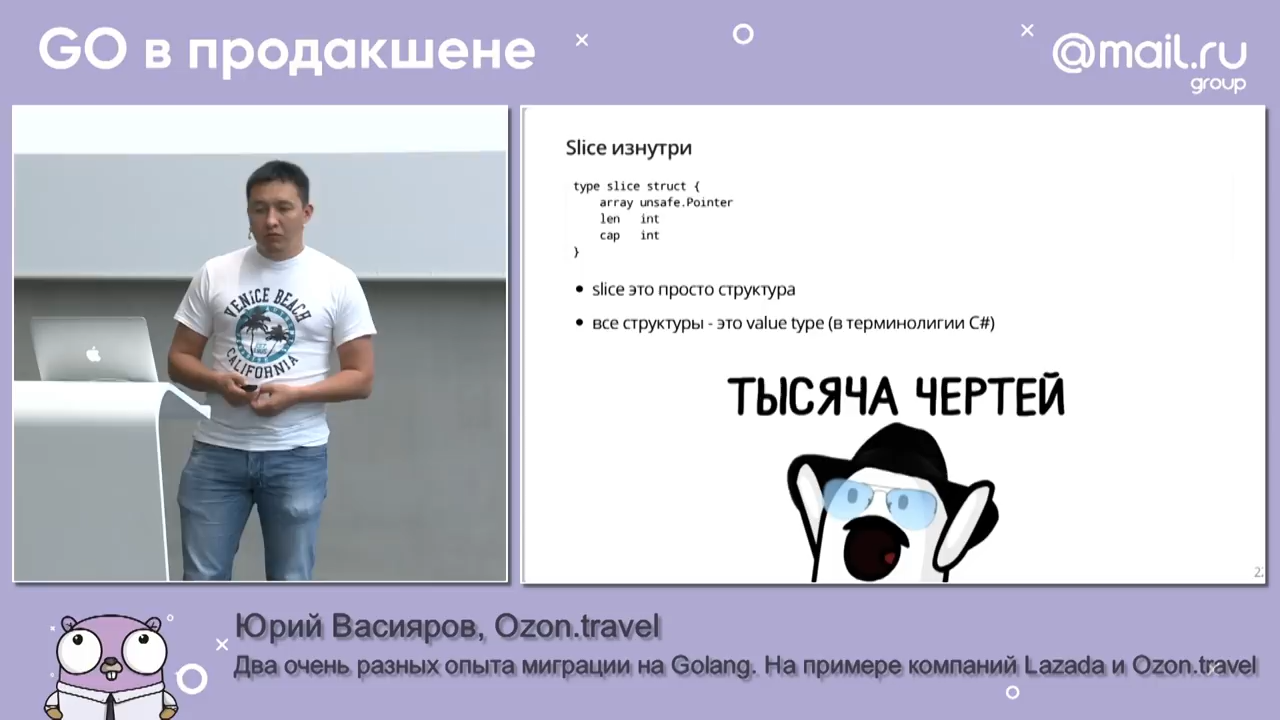 GO в продакшене
@mail.ru
group
VENICE BEACH
CALIFORNIA
Slice изнутри
type slice struct {
array unsafe.Pointer
len int
cap int
}
• slice это просто структура
• все структуры - это value type (в терминолигии C#)
ТЫСЯЧА ЧЕРТЕЙ
Юрий Васияров, Ozon.travel
Два очень разных опыта миграции на Golang. На примере компаний Lazada и Ozon.travel